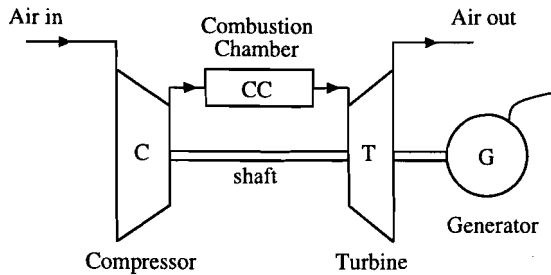 Air in
Air out
Combustion
Chamber
CC
C
T
G
shaft
Generator
Compressor
Turbine